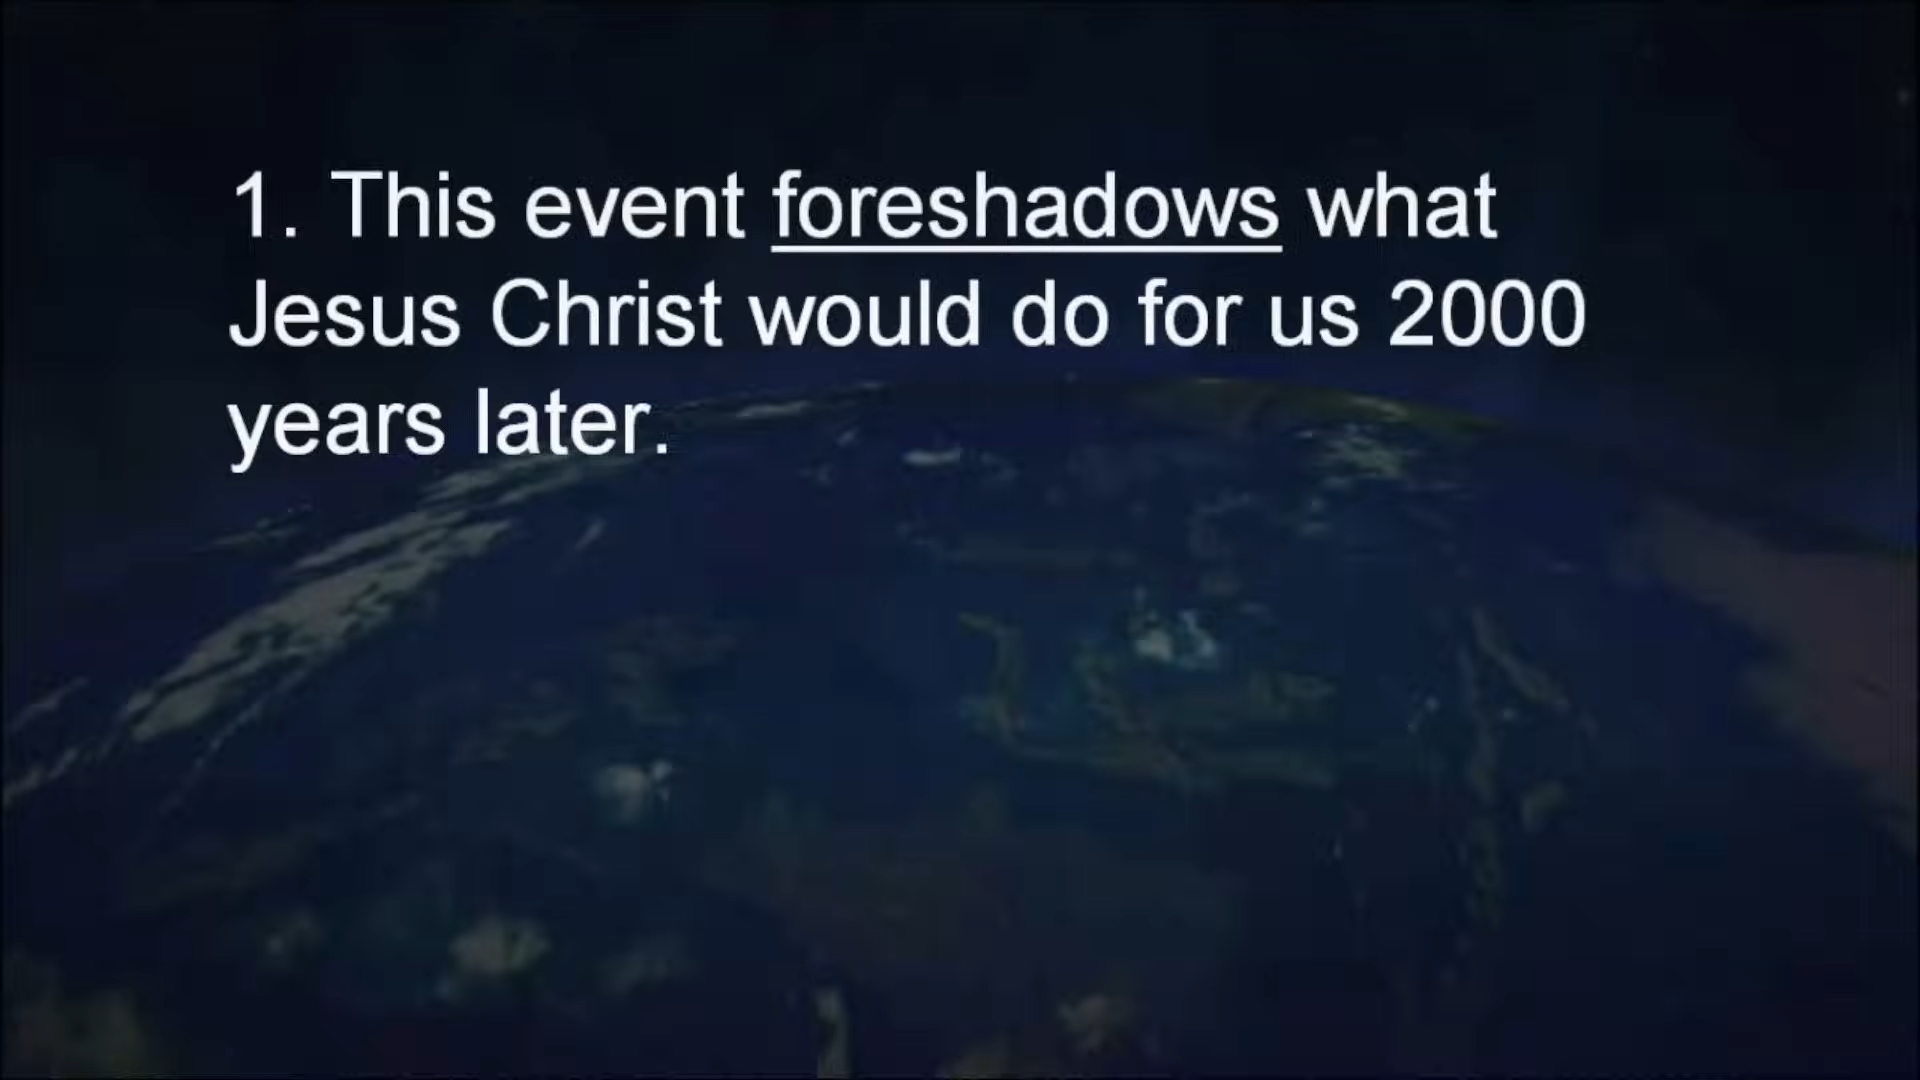 1. This event foreshadows what
Jesus Christ would do for us 2000
years later.